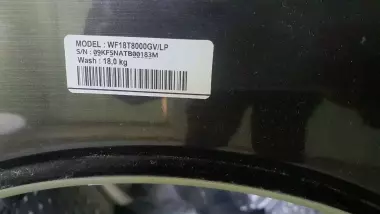 MODEL : WF18T8000GV/LP
S/N : 09KF5NATB00183M
Wash : 18.0 kg